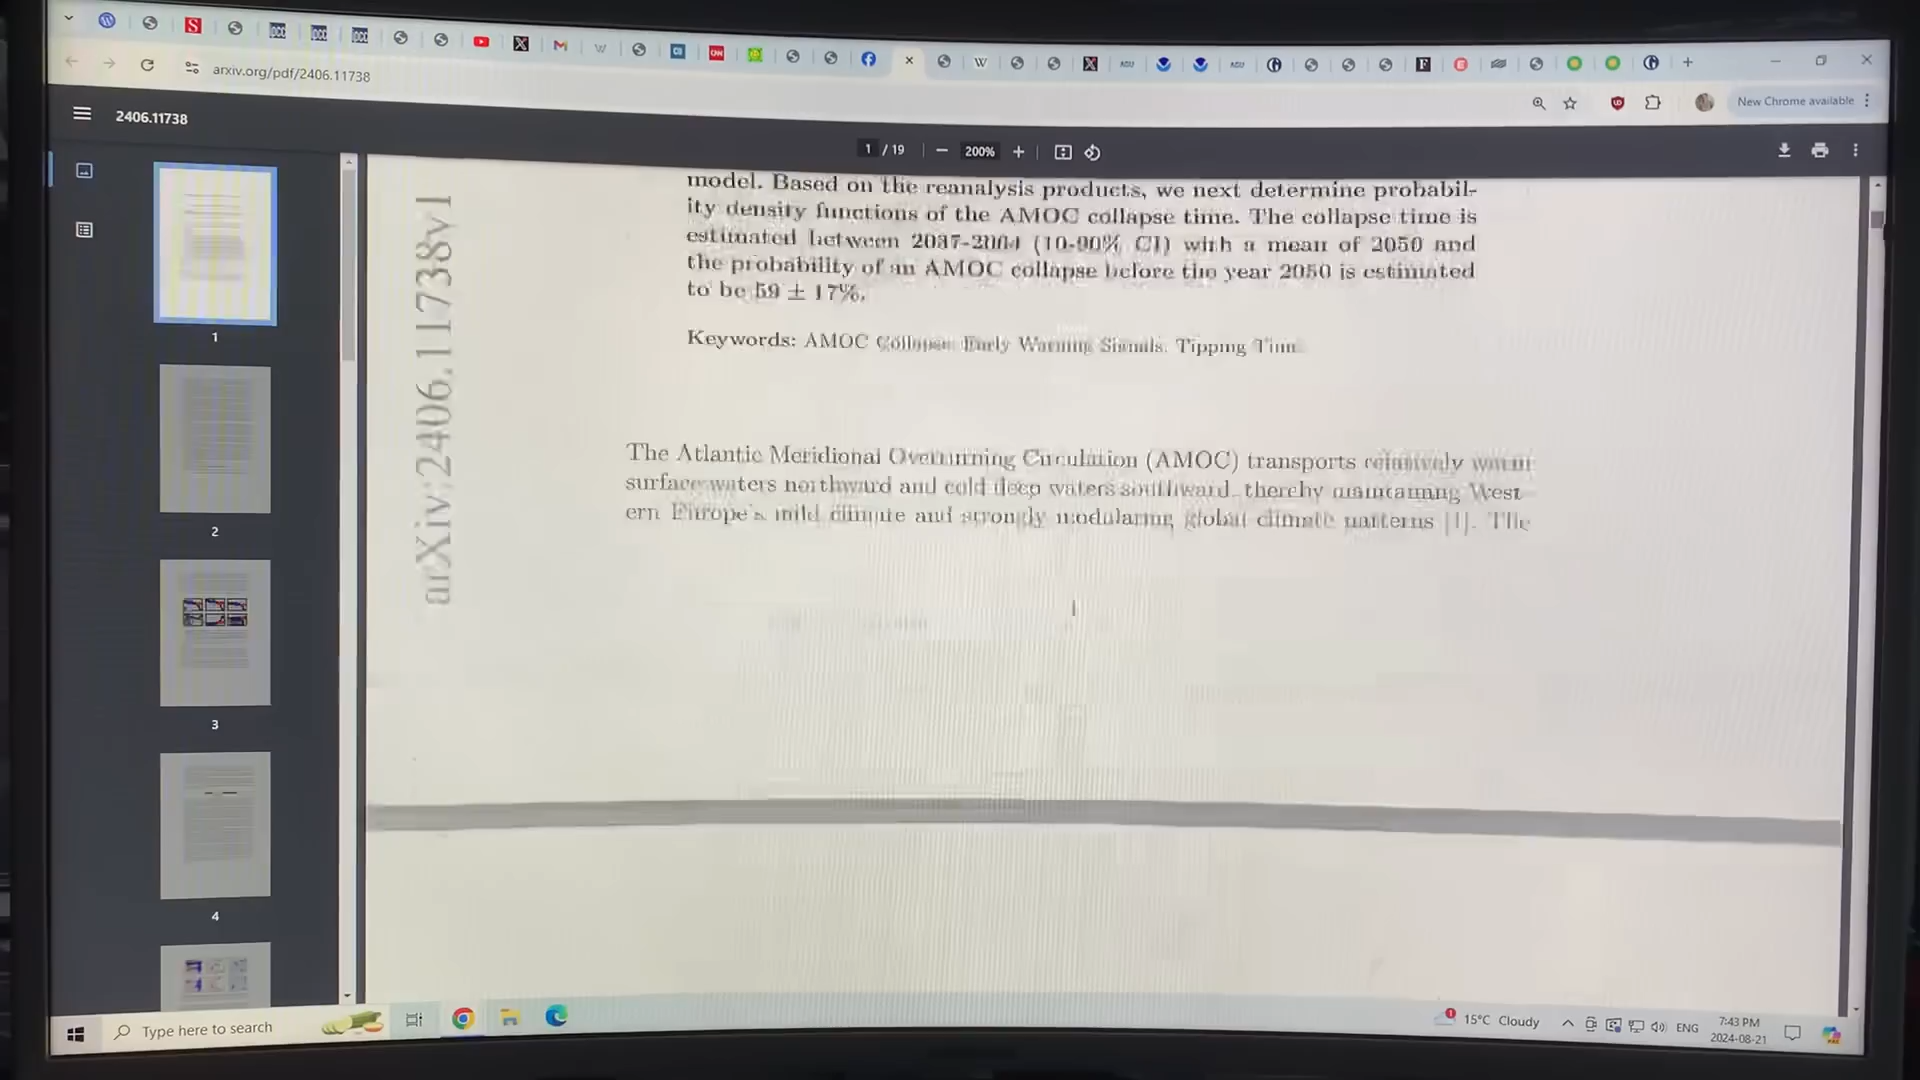 arxiv.org/pdf/2406.11738
New Chrome available
2406.11738
1 / 19
200%
model. Based on the reanalysis products, we next determine probabil-
ity density functions of the AMOC collapse time. The collapse time is
estimated between 2037-2064 (10-90% CI) with a mean of 2050 and
the probability of an AMOC collapse before the year 2050 is estimated
to be 59 ± 17%.
Keywords: AMOC Collapse, Early Warning Signals, Tipping Time
arXiv:2406.11738v1
The Atlantic Meridional Overturning Circulation (AMOC) transports relatively warm
surface waters northward and cold deep waters southward, thereby maintaining West
ern Europe's mild climate and strongly modulating global climate patterns [1]. The
1
2
3
4
Type here to search
15°C Cloudy
ENG
7:43 PM
2024-08-21